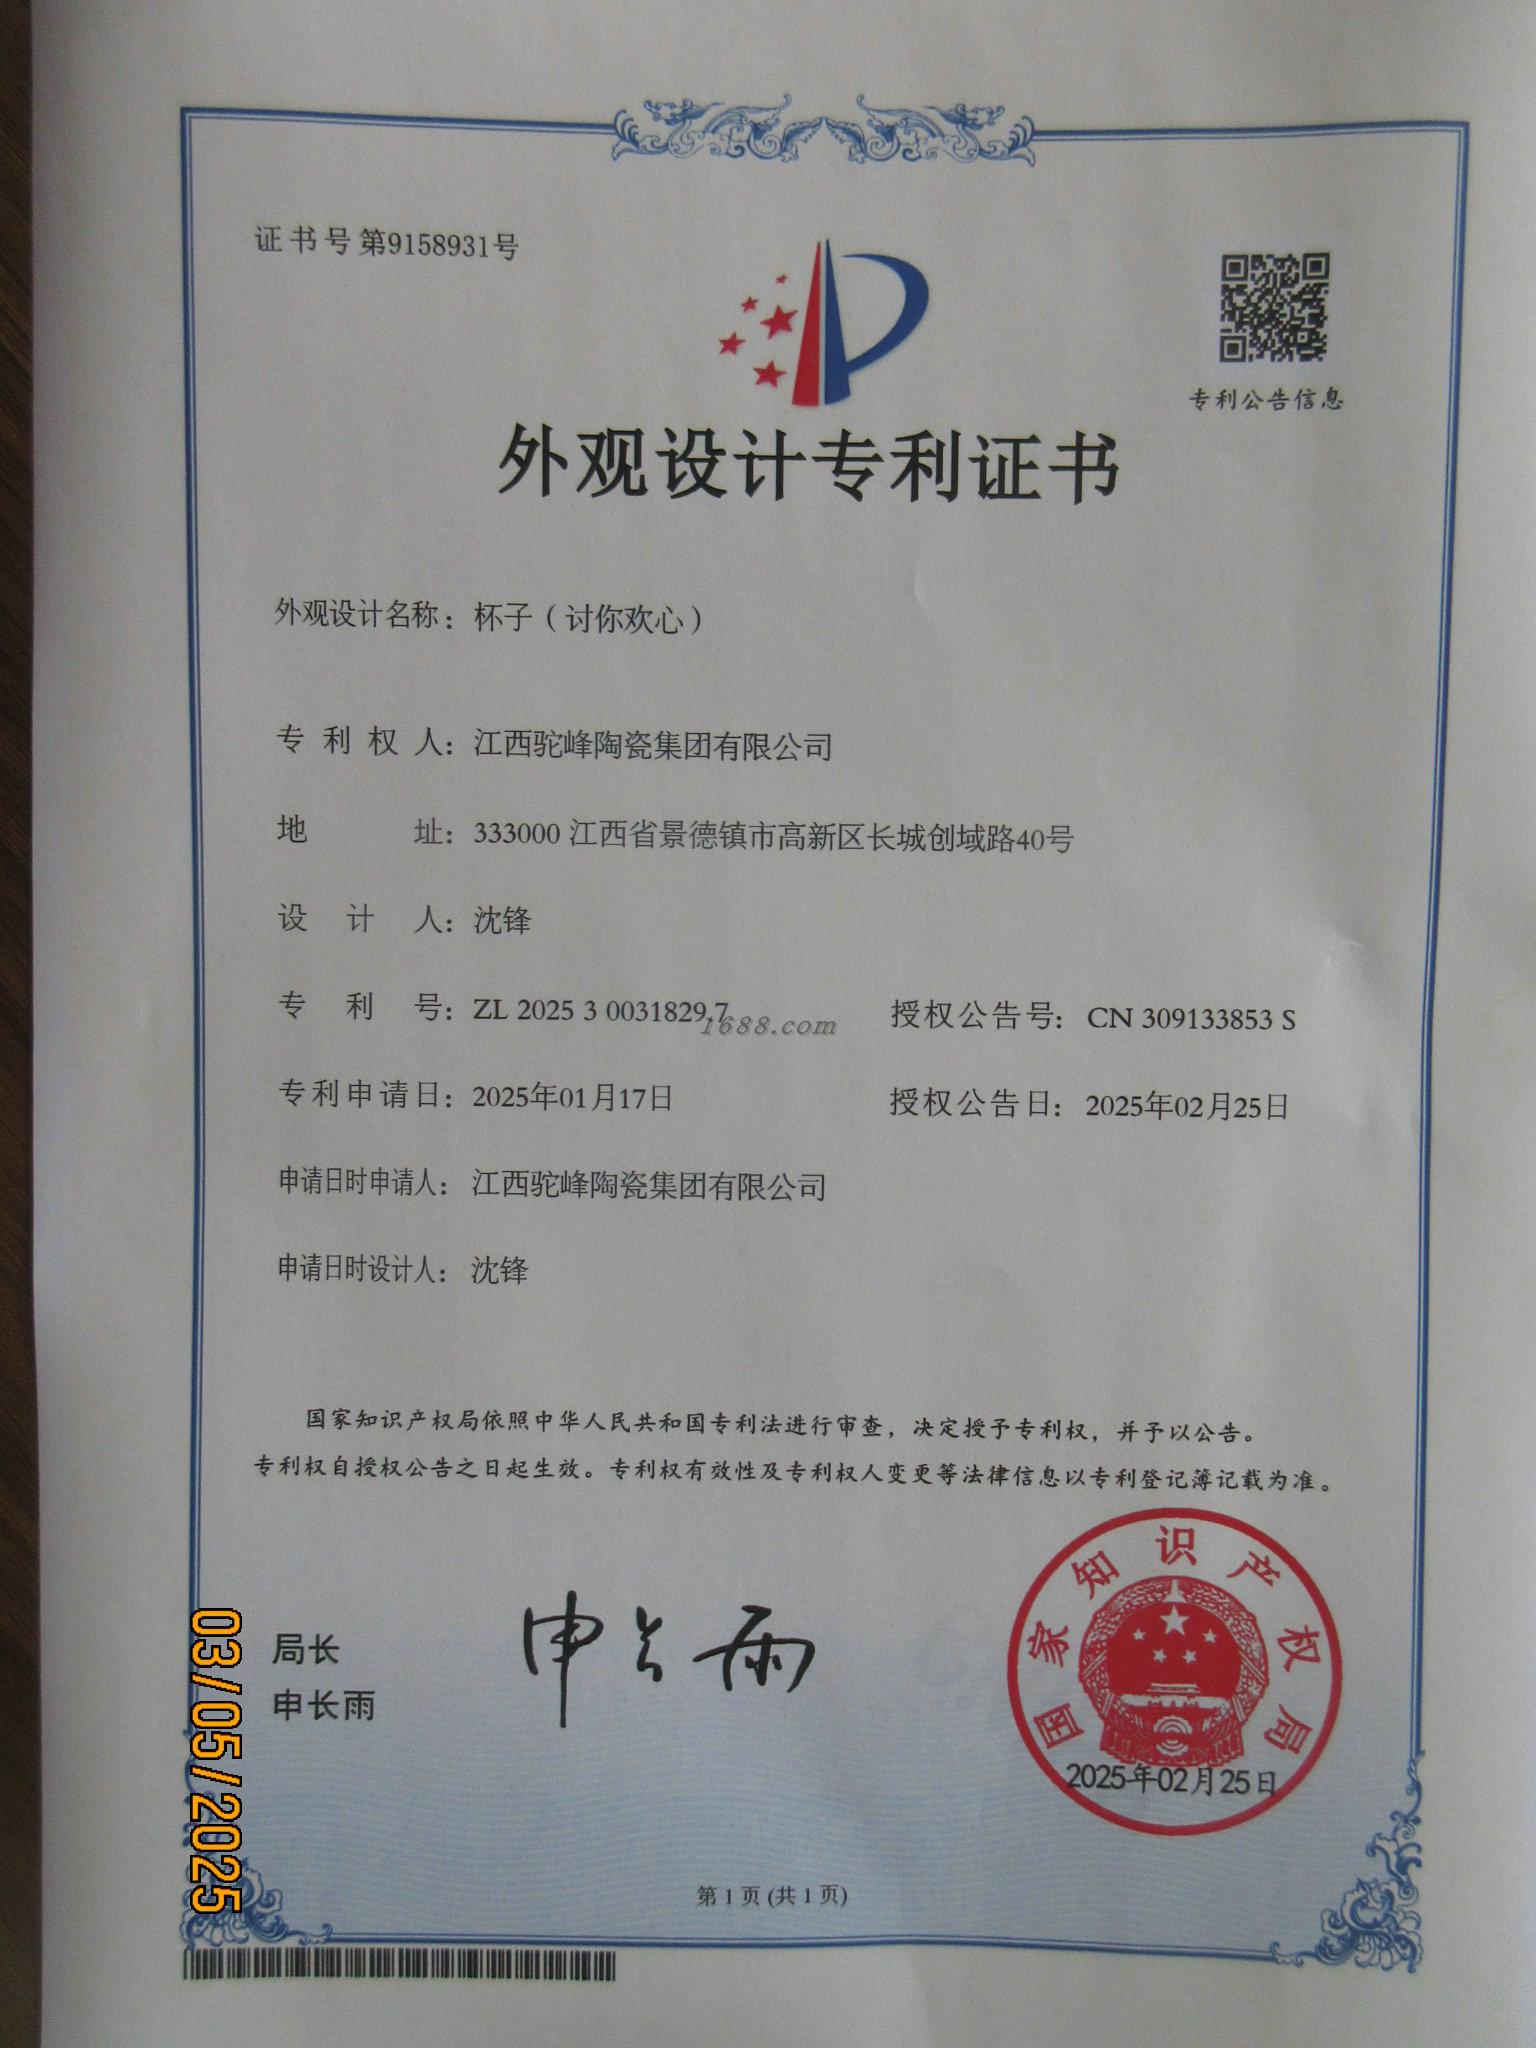 证书号第9158931号
专利公告信息
外观设计专利证书
外观设计名称：杯子（讨你欢心）
专利权人：江西驼峰陶瓷集团有限公司
地址：333000 江西省景德镇市高新区长城创域路40号
设计人：沈锋
专利号：ZL 2025 3 0031829.7 授权公告号：CN 309133853 S
1688.com
专利申请日：2025年01月17日 授权公告日：2025年02月25日
申请日时申请人：江西驼峰陶瓷集团有限公司
申请日时设计人：沈锋
国家知识产权局依照中华人民共和国专利法进行审查，决定授予专利权，并予以公告。
专利权自授权公告之日起生效。专利权有效性及专利权人变更等法律信息以专利登记簿记载为准。
局长
申长雨
申长雨
国家知识产权局
2025年02月25日
03/05/2025
第 1 页 (共 1 页)